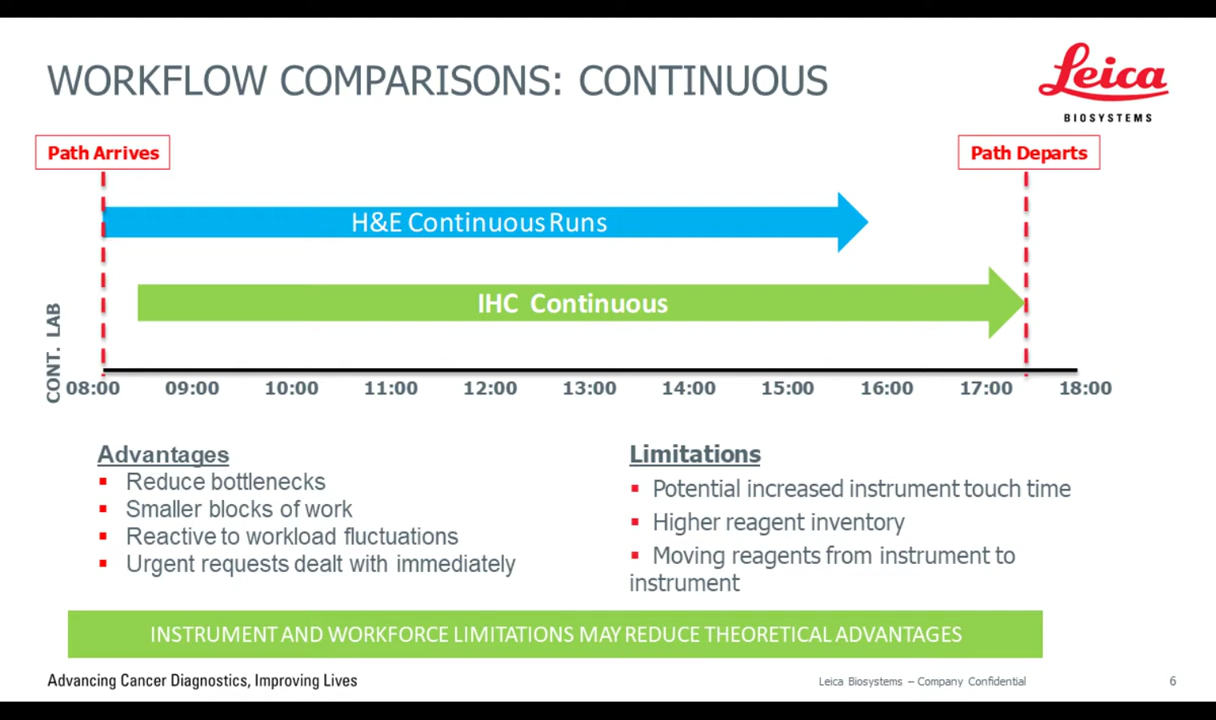 WORKFLOW COMPARISONS: CONTINUOUS
Leica
BIOSYSTEMS
Path Arrives
Path Departs
H&E Continuous Runs
IHC Continuous
CONT. LAB
08:00 09:00 10:00 11:00 12:00 13:00 14:00 15:00 16:00 17:00 18:00
Advantages
Reduce bottlenecks
Smaller blocks of work
Reactive to workload fluctuations
Urgent requests dealt with immediately
Limitations
Potential increased instrument touch time
Higher reagent inventory
Moving reagents from instrument to
instrument
INSTRUMENT AND WORKFORCE LIMITATIONS MAY REDUCE THEORETICAL ADVANTAGES
Advancing Cancer Diagnostics, Improving Lives
Leica Biosystems – Company Confidential
6